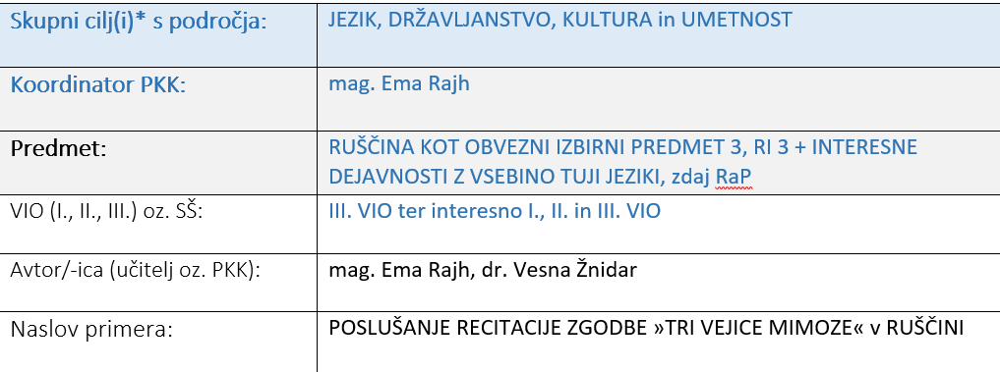 Skupni cilj(i)* s področja: JEZIK, DRŽAVLJANSTVO, KULTURA in UMETNOST
Koordinator PKK: mag. Ema Rajh
Predmet: RUŠČINA KOT OBVEZNI IZBIRNI PREDMET 3, RI 3 + INTERESNE
DEJAVNOSTI Z VSEBINO TUJI JEZIKI, zdaj RaP
VIO (I., II., III.) oz. SŠ: III. VIO ter interesno I., II. in III. VIO
Avtor/-ica (učitelj oz. PKK): mag. Ema Rajh, dr. Vesna Žnidar
Naslov primera: POSLUŠANJE RECITACIJE ZGODBE »TRI VEJICE MIMOZE« v RUŠČINI